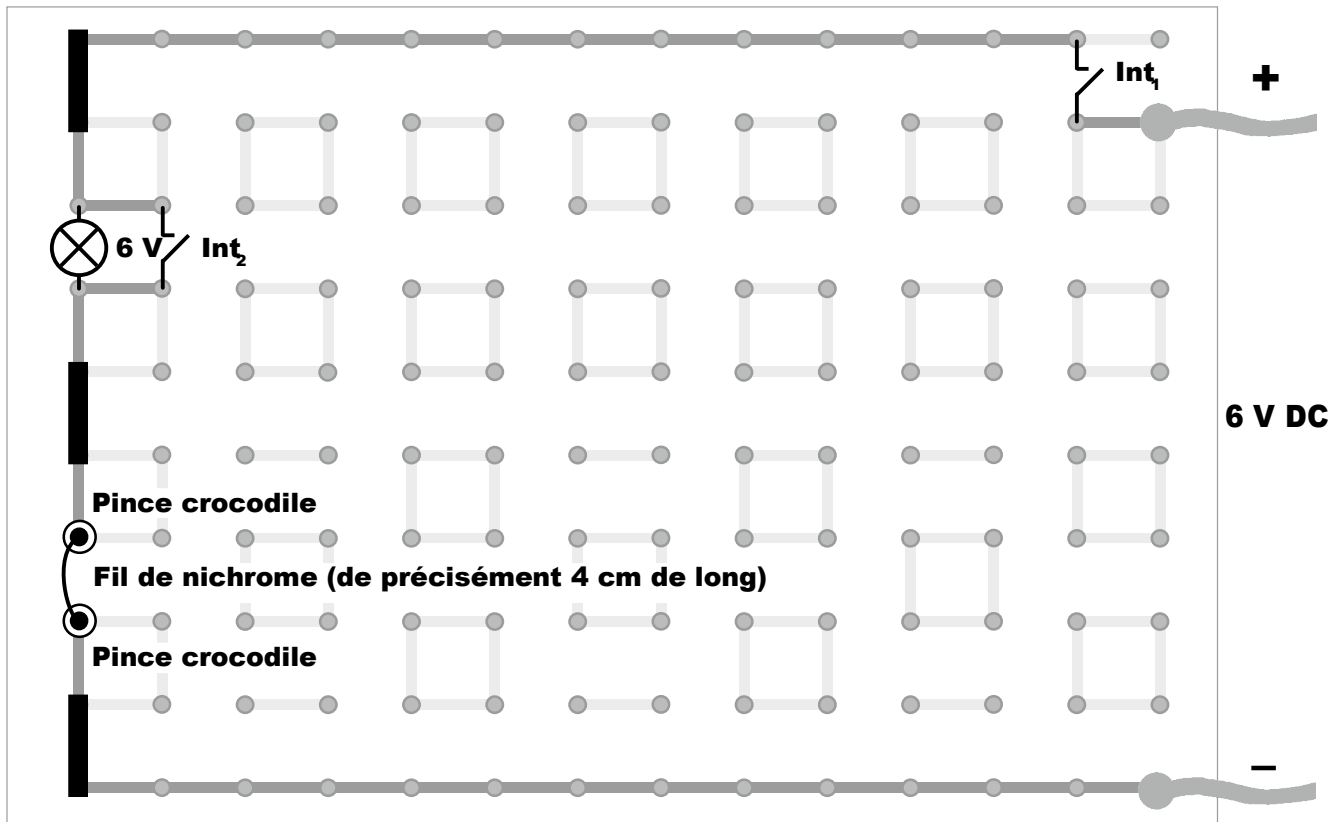 Int₁
+
6 V
Int₂
6 V DC
Pince crocodile
Fil de nichrome (de précisément 4 cm de long)
Pince crocodile
–